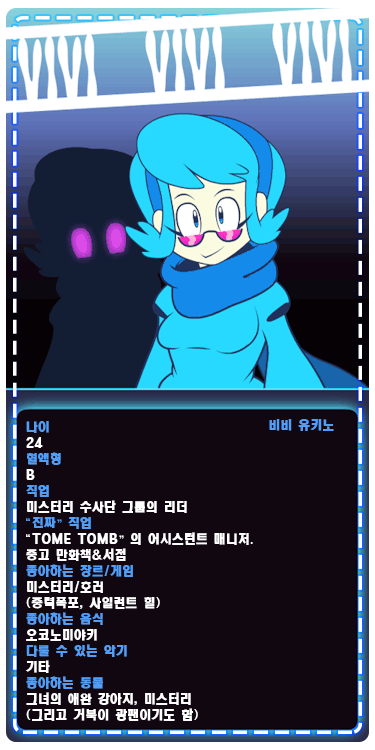 VIVI VIVI VIVI
비비 유키노
나이
24
혈액형
B
직업
미스터리 수사단 그룹의 리더
“진짜” 직업
“TOME TOMB” 의 어시스턴트 매니저.
중고 만화책&서점
좋아하는 장르/게임
미스터리/호러
(중력폭포, 사일런트 힐)
좋아하는 음식
오코노미야키
다룰 수 있는 악기
기타
좋아하는 동물
그녀의 애완 강아지, 미스터리
(그리고 거북이 광팬이기도 함)